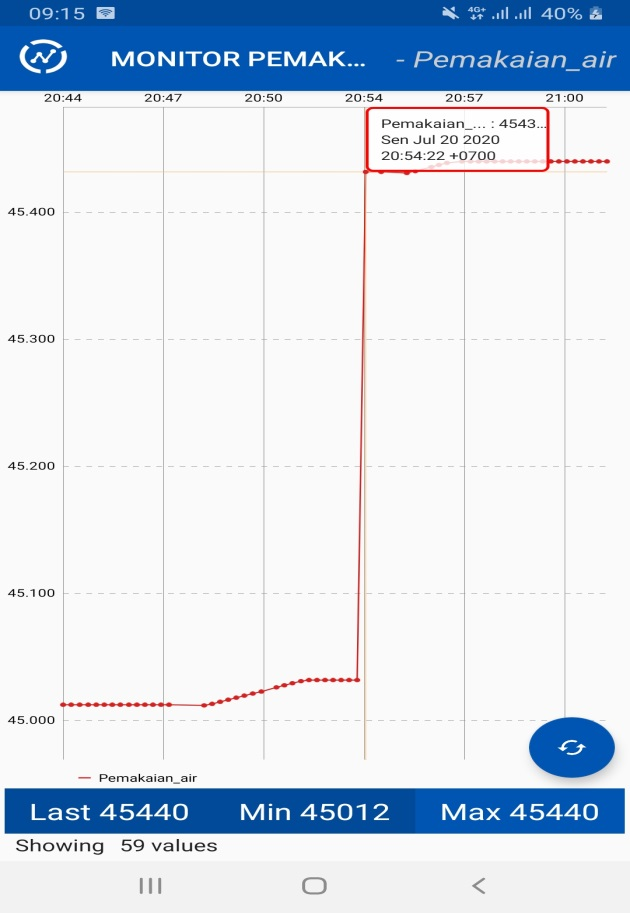 09:15 4G+ 40%
MONITOR PEMAK... - Pemakaian_air
20:44 20:47 20:50 20:54 20:57 21:00
Pemakaian_... : 4543...
Sen Jul 20 2020
20:54:22 +0700
45.400
45.300
45.200
45.100
45.000
Pemakaian_air
Last 45440 Min 45012 Max 45440
Showing 59 values